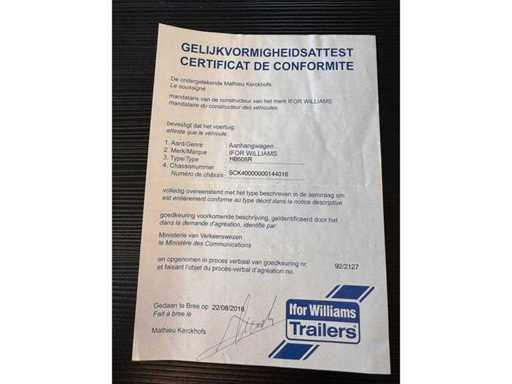 GELIJKVORMIGHEIDSATTEST
CERTIFICAT DE CONFORMITE
De ondergetekende Mathieu Kerckhofs
Le soussigné
mandataris van de constructeur van het merk IFOR WILLIAMS
mandataire du constructeur des véhicules
bevestigt dat het voertuig:
atteste que le véhicule:
1. Aard/Genre Aanhangwagen
2. Merk/Marque IFOR WILLIAMS
3. Type/Type HB506R
4. Chassisnummer
Numéro de châssis SCK40000000144016
volledig overeenstemt met het type beschreven in de aanvraag om
est entièrement conforme au type décrit dans la notice descriptive
goedkeuring voorkomende beschrijving, geïdentificeerd door het
dans la demande d'agréation, identifié par:
Ministerie van Verkeerswezen
le Ministère des Communications
en opgenomen in proces verbaal van goedkeuring nr. 92/2127
et faisant l'objet du procès-verbal d'agréation no.
Gedaan te Bree op 22/08/2016
Fait à bree le
Mathieu Kerckhofs
Ifor Williams
Trailers